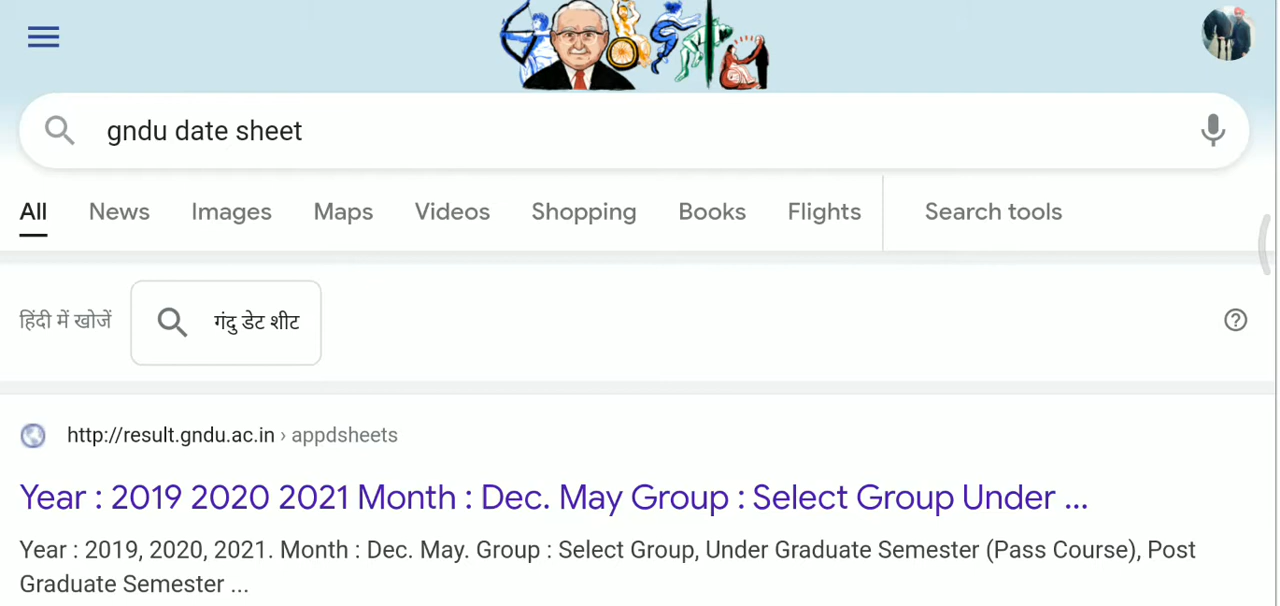 gndu date sheet
All News Images Maps Videos Shopping Books Flights Search tools
हिंदी में खोजें गंदु डेट शीट
http://result.gndu.ac.in › appdsheets
Year : 2019 2020 2021 Month : Dec. May Group : Select Group Under ...
Year : 2019, 2020, 2021. Month : Dec. May. Group : Select Group, Under Graduate Semester (Pass Course), Post
Graduate Semester ...